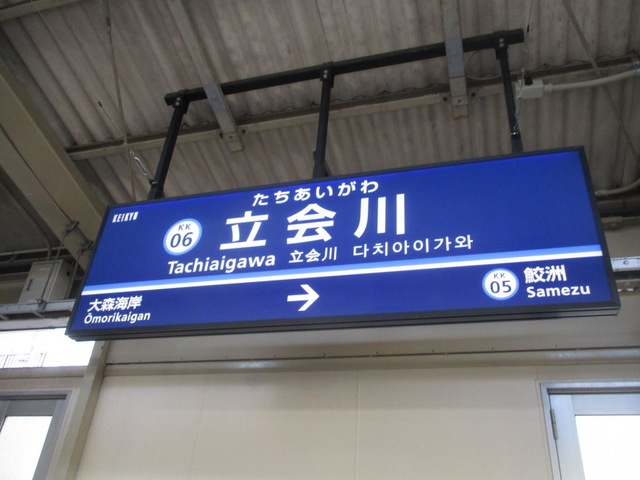 KEIKYU
たちあいがわ
KK
06
立会川
Tachiaigawa 立会川 다치아이가와
大森海岸
Ōmorikaigan
→
KK
05
鮫洲
Samezu